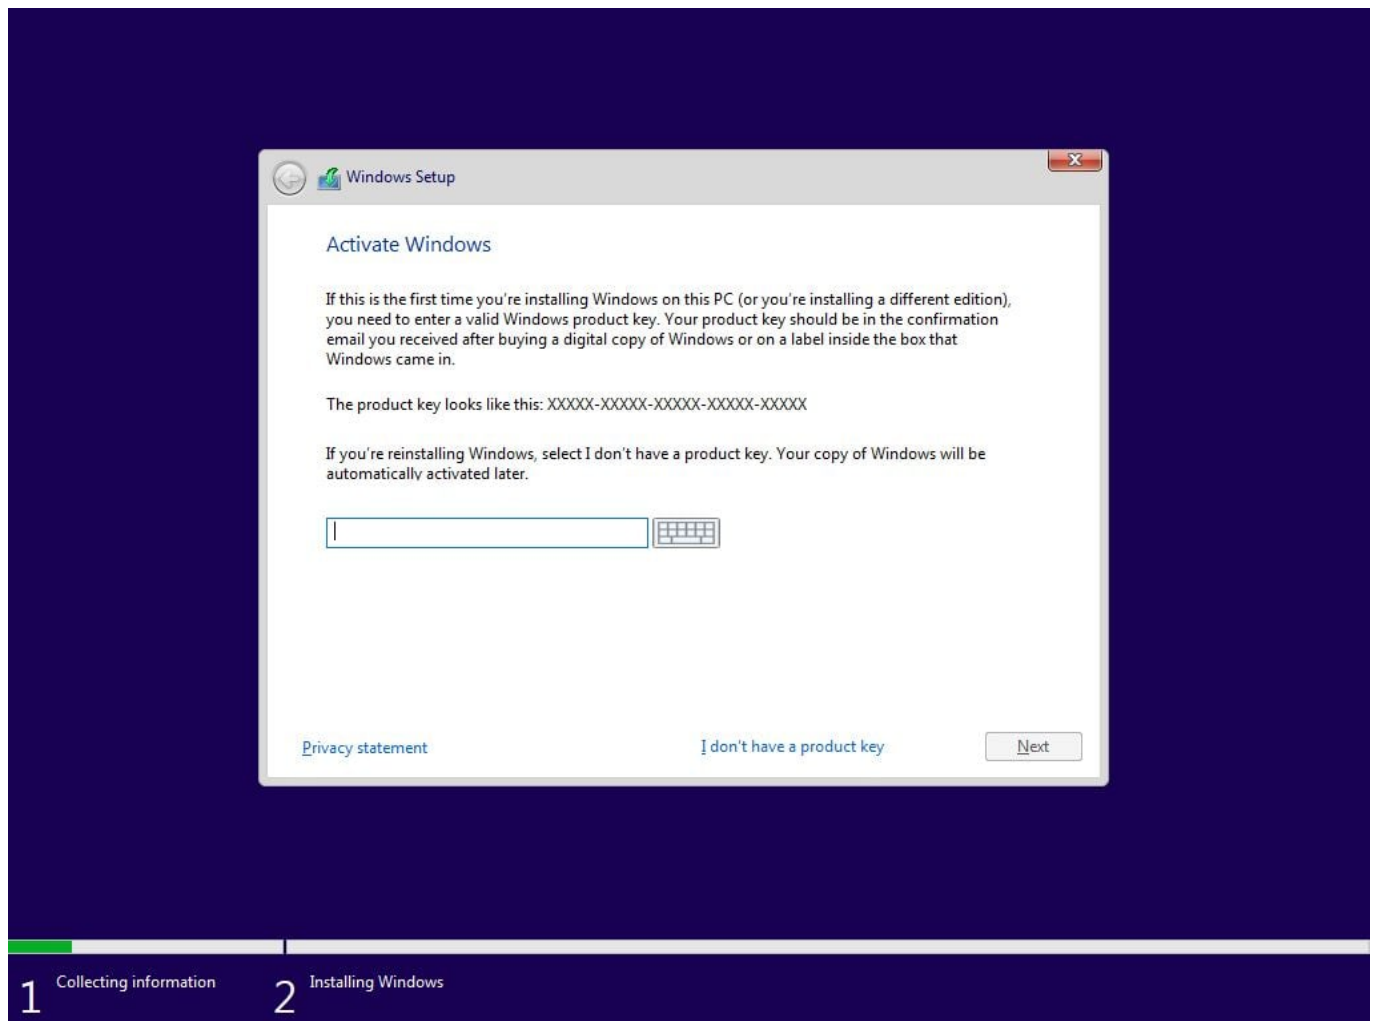 Windows Setup
X
Activate Windows
If this is the first time you're installing Windows on this PC (or you're installing a different edition),
you need to enter a valid Windows product key. Your product key should be in the confirmation
email you received after buying a digital copy of Windows or on a label inside the box that
Windows came in.
The product key looks like this: XXXXX-XXXXX-XXXXX-XXXXX-XXXXX
If you're reinstalling Windows, select I don't have a product key. Your copy of Windows will be
automatically activated later.
Privacy statement
I don't have a product key
Next
1 Collecting information
2 Installing Windows